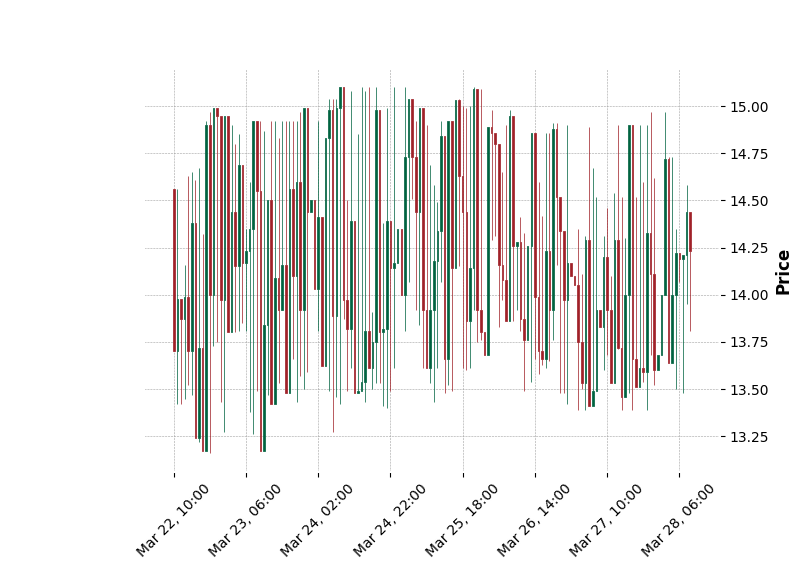 15.00
14.75
14.50
14.25
14.00
13.75
13.50
13.25
Price
Mar 22, 10:00
Mar 23, 06:00
Mar 24, 02:00
Mar 24, 22:00
Mar 25, 18:00
Mar 26, 14:00
Mar 27, 10:00
Mar 28, 06:00